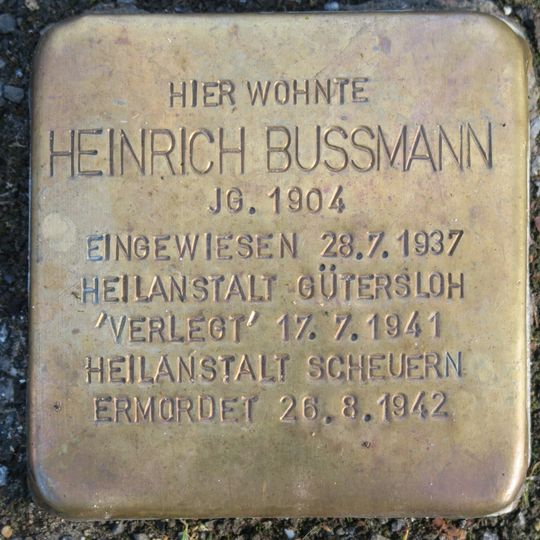 HIER WOHNTE
HEINRICH BUSSMANN
JG. 1904
EINGEWIESEN 28.7.1937
HEILANSTALT GÜTERSLOH
'VERLEGT' 17.7.1941
HEILANSTALT SCHEUERN
ERMORDET 26.8.1942